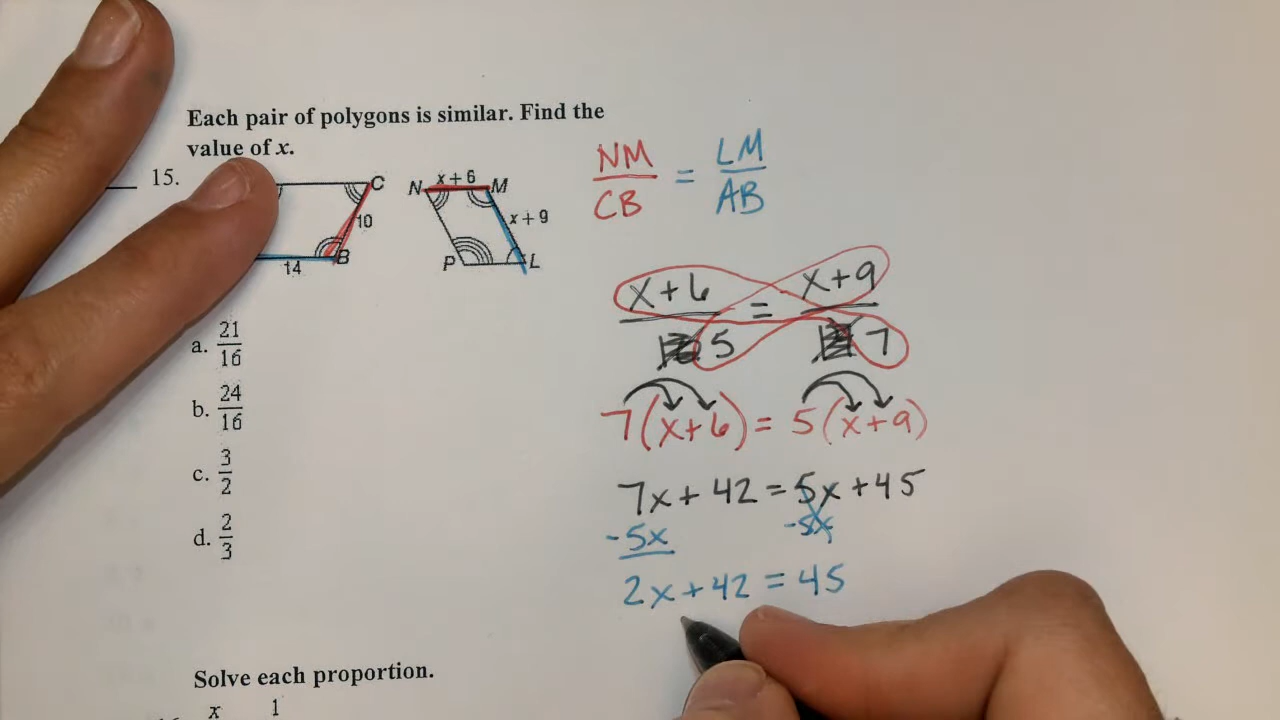 Each pair of polygons is similar. Find the
value of x.
15.
C
10
B
14
N
x+6
M
x+9
P
L
a. 21/16
b. 24/16
c. 3/2
d. 2/3
Solve each proportion.
x 1
NM/CB = LM/AB
x+6/5 = x+9/7
7(x+6) = 5(x+9)
7x+42=5x+45
-5x -5x
2x+42=45